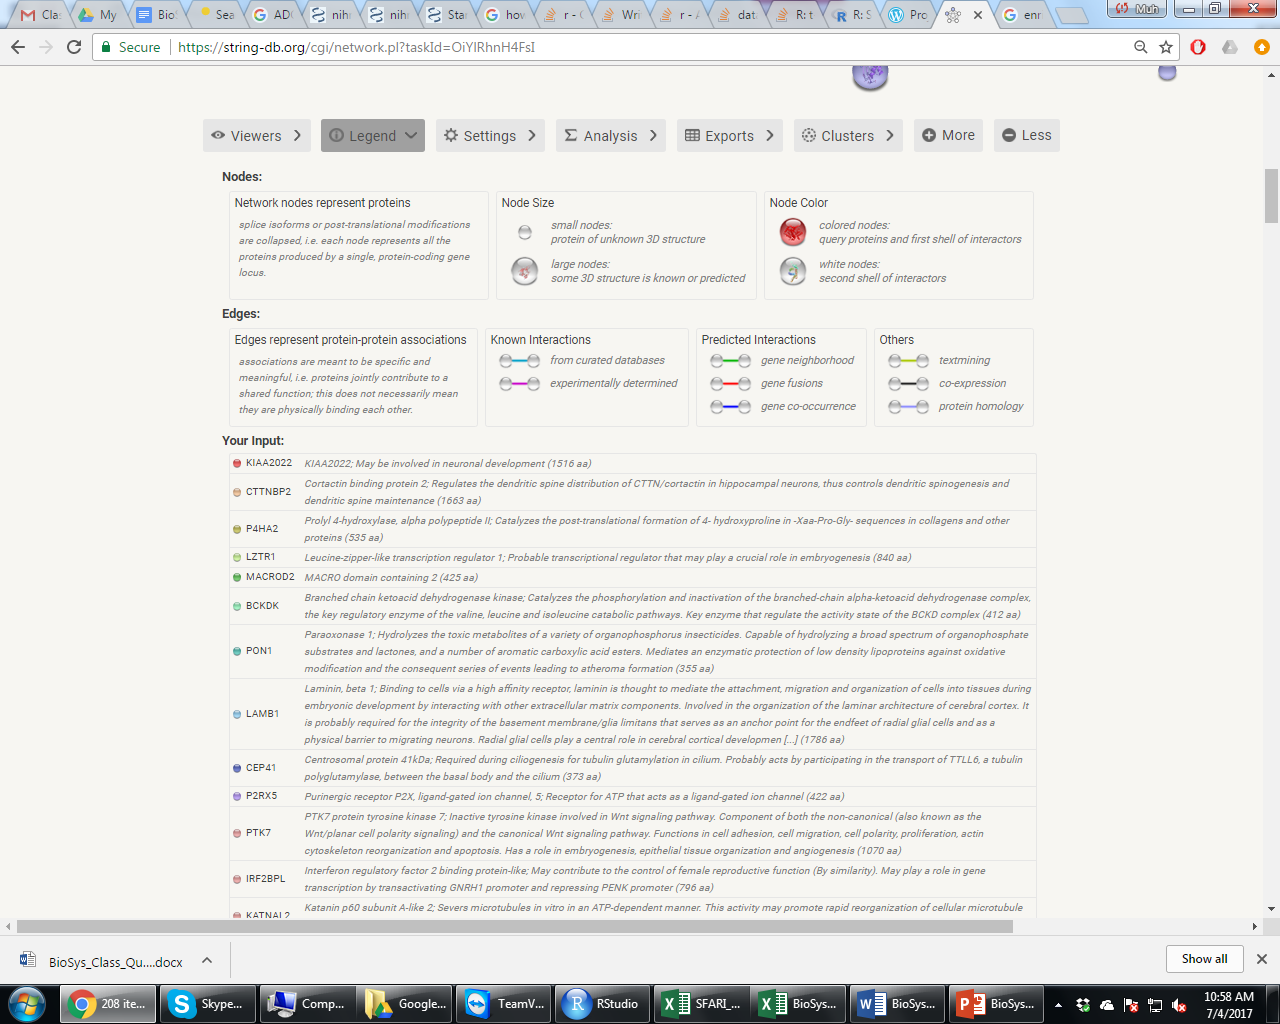 Clas
My
BioS
Sea
ADC
nih
nih
Star
how
r - C
Wri
r - A
data
R: t
R: S
Pro
enr
Muh
Secure
https://string-db.org/cgi/network.pl?taskId=OiYlRhnH4FsI
Viewers
Legend
Settings
Analysis
Exports
Clusters
More
Less
Nodes:
Network nodes represent proteins
splice isoforms or post-translational modifications
are collapsed, i.e. each node represents all the
proteins produced by a single, protein-coding gene
locus.
Node Size
small nodes:
protein of unknown 3D structure
large nodes:
some 3D structure is known or predicted
Node Color
colored nodes:
query proteins and first shell of interactors
white nodes:
second shell of interactors
Edges:
Edges represent protein-protein associations
associations are meant to be specific and
meaningful, i.e. proteins jointly contribute to a
shared function; this does not necessarily mean
they are physically binding each other.
Known Interactions
from curated databases
experimentally determined
Predicted Interactions
gene neighborhood
gene fusions
gene co-occurrence
Others
textmining
co-expression
protein homology
Your Input:
KIAA2022 KIAA2022; May be involved in neuronal development (1516 aa)
CTTNBP2 Cortactin binding protein 2; Regulates the dendritic spine distribution of CTTN/cortactin in hippocampal neurons, thus controls dendritic spinogenesis and
dendritic spine maintenance (1663 aa)
P4HA2 Prolyl 4-hydroxylase, alpha polypeptide II; Catalyzes the post-translational formation of 4- hydroxyproline in -Xaa-Pro-Gly- sequences in collagens and other
proteins (535 aa)
LZTR1 Leucine-zipper-like transcription regulator 1; Probable transcriptional regulator that may play a crucial role in embryogenesis (840 aa)
MACROD2 MACRO domain containing 2 (425 aa)
BCKDK Branched chain ketoacid dehydrogenase kinase; Catalyzes the phosphorylation and inactivation of the branched-chain alpha-ketoacid dehydrogenase complex,
the key regulatory enzyme of the valine, leucine and isoleucine catabolic pathways. Key enzyme that regulate the activity state of the BCKD complex (412 aa)
PON1 Paraoxonase 1; Hydrolyzes the toxic metabolites of a variety of organophosphorus insecticides. Capable of hydrolyzing a broad spectrum of organophosphate
substrates and lactones, and a number of aromatic carboxylic acid esters. Mediates an enzymatic protection of low density lipoproteins against oxidative
modification and the consequent series of events leading to atheroma formation (355 aa)
LAMB1 Laminin, beta 1; Binding to cells via a high affinity receptor, laminin is thought to mediate the attachment, migration and organization of cells into tissues during
embryonic development by interacting with other extracellular matrix components. Involved in the organization of the laminar architecture of cerebral cortex. It
is probably required for the integrity of the basement membrane/glia limitans that serves as an anchor point for the endfeet of radial glial cells and as a
physical barrier to migrating neurons. Radial glial cells play a central role in cerebral cortical developmen [...] (1786 aa)
CEP41 Centrosomal protein 41kDa; Required during ciliogenesis for tubulin glutamylation in cilium. Probably acts by participating in the transport of TTLL6, a tubulin
polyglutamylase, between the basal body and the cilium (373 aa)
P2RX5 Purinergic receptor P2X, ligand-gated ion channel, 5; Receptor for ATP that acts as a ligand-gated ion channel (422 aa)
PTK7 PTK7 protein tyrosine kinase 7; Inactive tyrosine kinase involved in Wnt signaling pathway. Component of both the non-canonical (also known as the
Wnt/planar cell polarity signaling) and the canonical Wnt signaling pathway. Functions in cell adhesion, cell migration, cell polarity, proliferation, actin
cytoskeleton reorganization and apoptosis. Has a role in embryogenesis, epithelial tissue organization and angiogenesis (1070 aa)
IRF2BPL Interferon regulatory factor 2 binding protein-like; May contribute to the control of female reproductive function (By similarity). May play a role in gene
transcription by transactivating GNRH1 promoter and repressing PENK promoter (796 aa)
KATNAL2 Katanin p60 subunit A-like 2; Severs microtubules in vitro in an ATP-dependent manner. This activity may promote rapid reorganization of cellular microtubule
BioSys_Class_Qu....docx
Show all
208 ite...
Skype...
Comp...
Google...
TeamV...
RStudio
SFARI_...
BioSys...
BioSys...
BioSys...
10:58 AM
7/4/2017